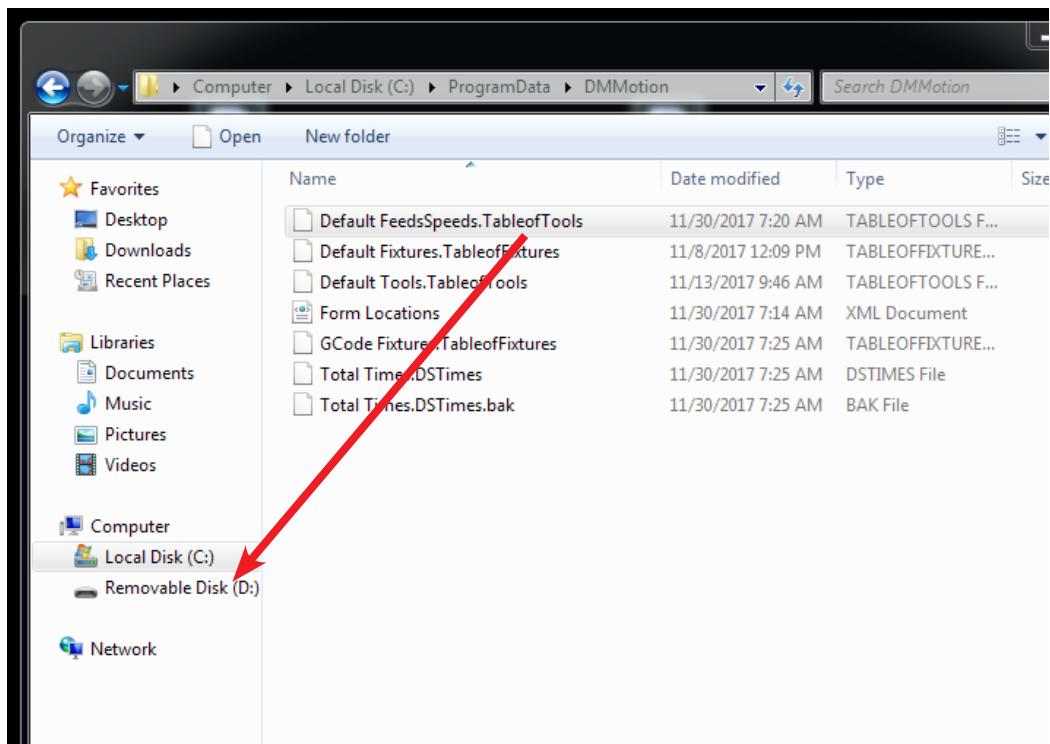 Computer ▸ Local Disk (C:) ▸ ProgramData ▸ DMMotion
Search DMMotion
Organize
Open
New folder
Name
Date modified
Type
Size
Favorites
Desktop
Downloads
Recent Places
Libraries
Documents
Music
Pictures
Videos
Computer
Local Disk (C:)
Removable Disk (D:)
Network
Default FeedsSpeeds.TableofTools 11/30/2017 7:20 AM TABLEOFTOOLS F...
Default Fixtures.TableofFixtures 11/8/2017 12:09 PM TABLEOFFIXTURE...
Default Tools.TableofTools 11/13/2017 9:46 AM TABLEOFTOOLS F...
Form Locations 11/30/2017 7:14 AM XML Document
GCode Fixtures.TableofFixtures 11/30/2017 7:25 AM TABLEOFFIXTURE...
Total Times.DSTimes 11/30/2017 7:25 AM DSTIMES File
Total Times.DSTimes.bak 11/30/2017 7:25 AM BAK File